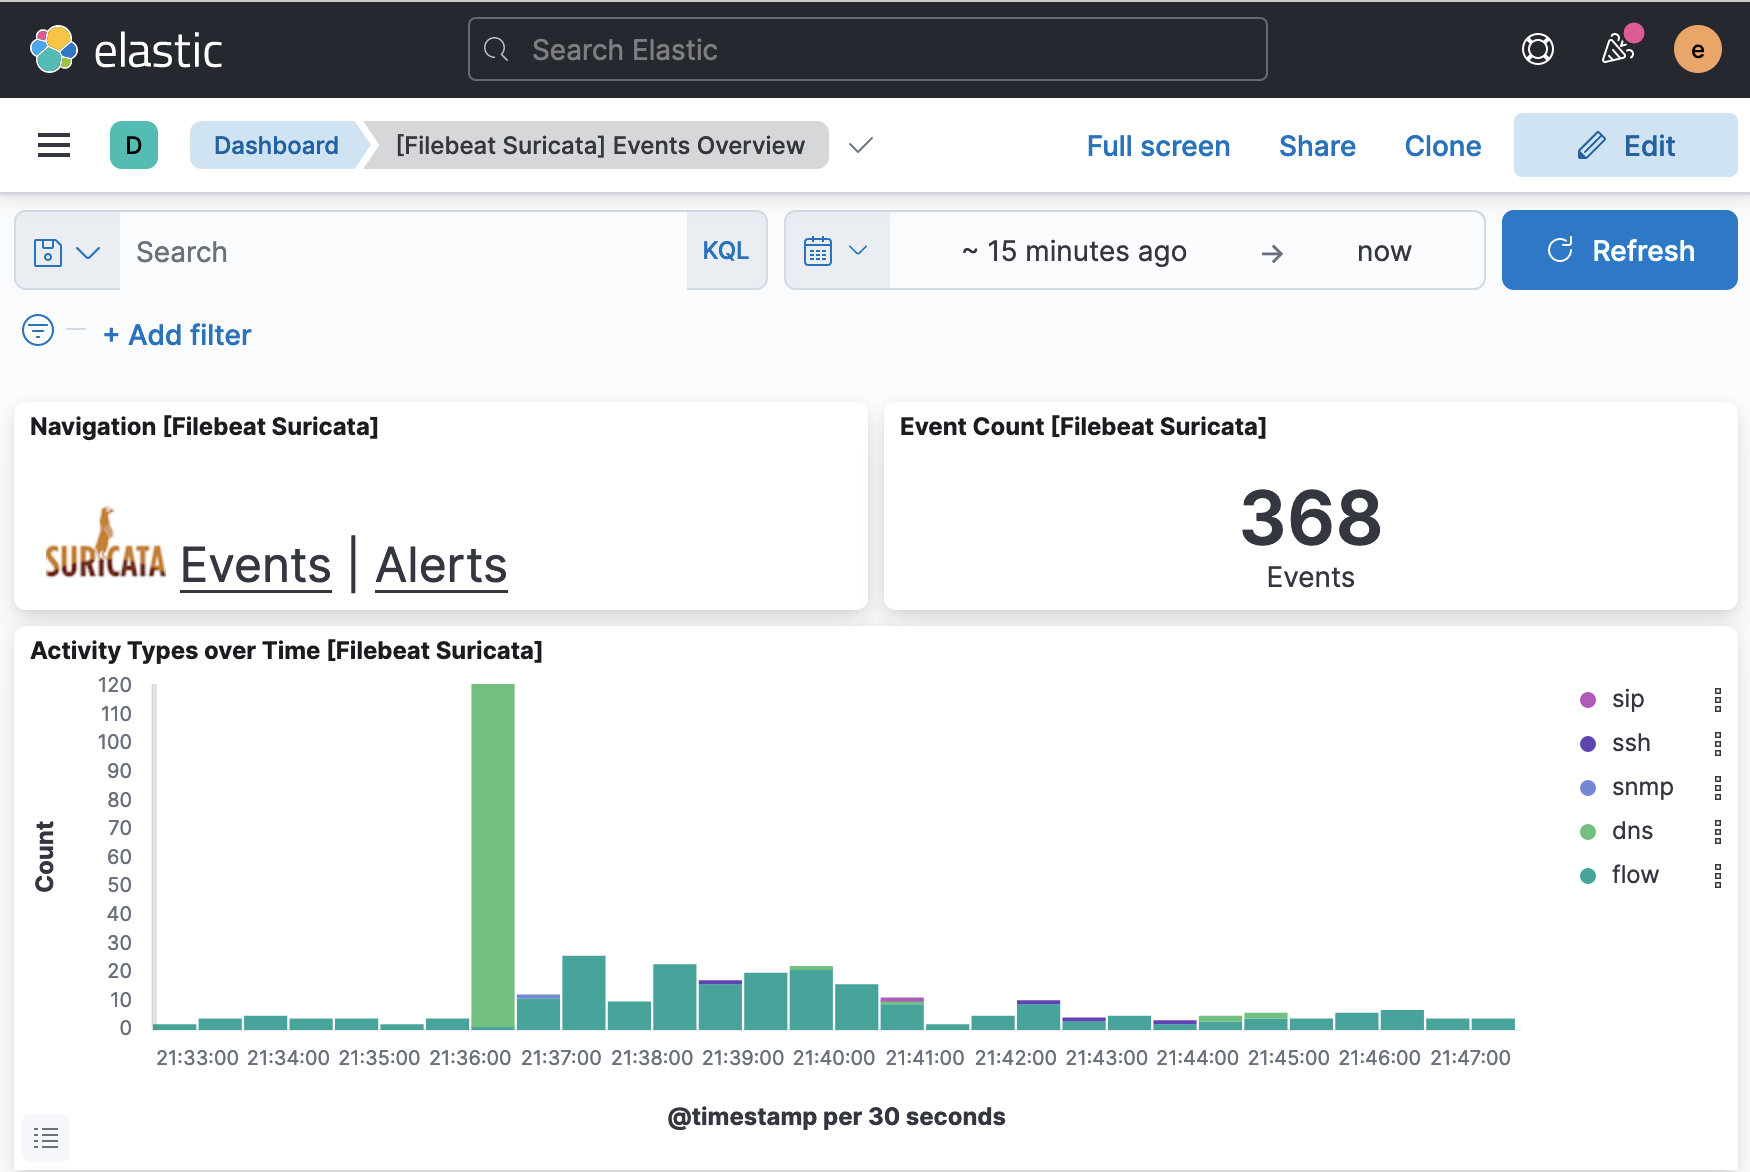 elastic
Search Elastic
e
D
Dashboard
[Filebeat Suricata] Events Overview
Full screen
Share
Clone
Edit
Search
KQL
~ 15 minutes ago
→
now
Refresh
+ Add filter
Navigation [Filebeat Suricata]
SURICATA
Events | Alerts
Event Count [Filebeat Suricata]
368
Events
Activity Types over Time [Filebeat Suricata]
120
110
100
90
80
70
60
50
40
30
20
10
0
Count
21:33:00 21:34:00 21:35:00 21:36:00 21:37:00 21:38:00 21:39:00 21:40:00 21:41:00 21:42:00 21:43:00 21:44:00 21:45:00 21:46:00 21:47:00
@timestamp per 30 seconds
sip
ssh
snmp
dns
flow